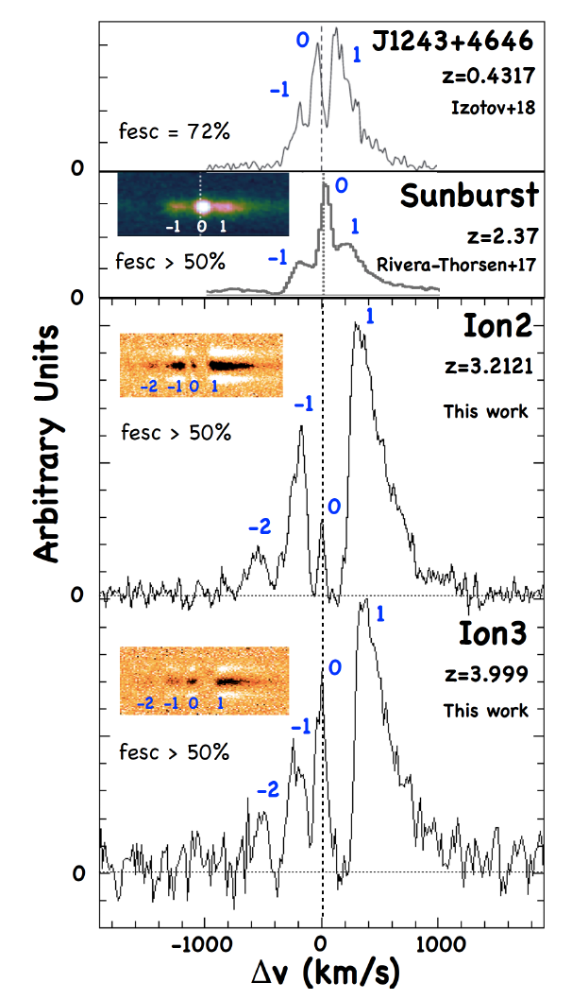 J1243+4646
0
1
z=0.4317
-1
Izotov+18
fesc = 72%
0
Sunburst
0
-1 0 1
1
z=2.37
-1
fesc > 50%
Rivera-Thorsen+17
0
Ion2
1
z=3.2121
-2 -1 0 1
-1
This work
fesc > 50%
0
-2
0
Ion3
1
z=3.999
0
-2 -1 0 1
This work
-1
fesc > 50%
-2
0
Arbitrary Units
-1000 0 1000
Δv (km/s)